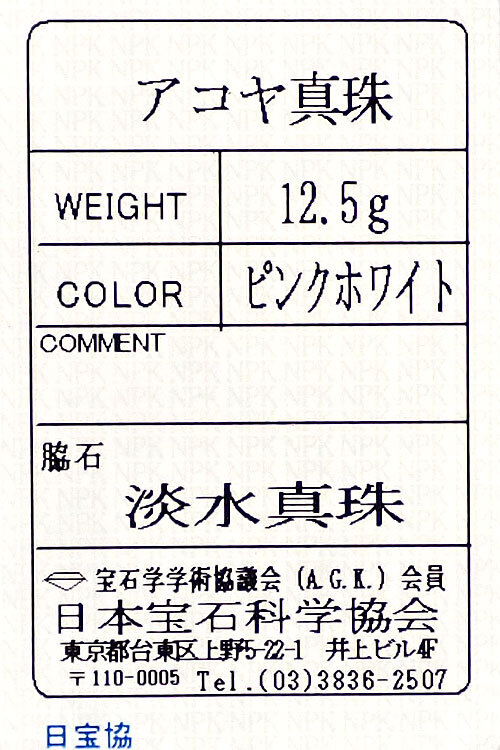 アコヤ真珠
WEIGHT 12.5g
COLOR ピンクホワイト
COMMENT
脇石
淡水真珠
宝石学学術協議会 (A.G.K.) 会員
日本宝石科学協会
東京都台東区上野5-22-1 井上ビル4F
〒110-0005 Tel.(03)3836-2507
日宝協